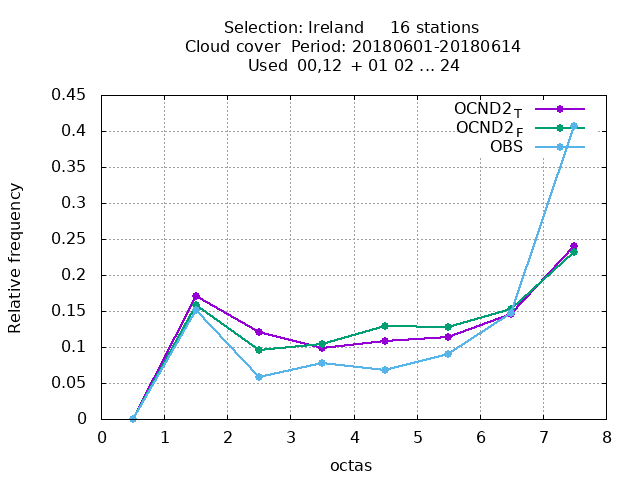 Selection: Ireland     16 stations
Cloud cover  Period: 20180601-20180614
Used  00,12  + 01 02 ... 24
OCND2T
OCND2F
OBS
0.45
0.4
0.35
0.3
0.25
0.2
0.15
0.1
0.05
0
Relative frequency
0 1 2 3 4 5 6 7 8
octas